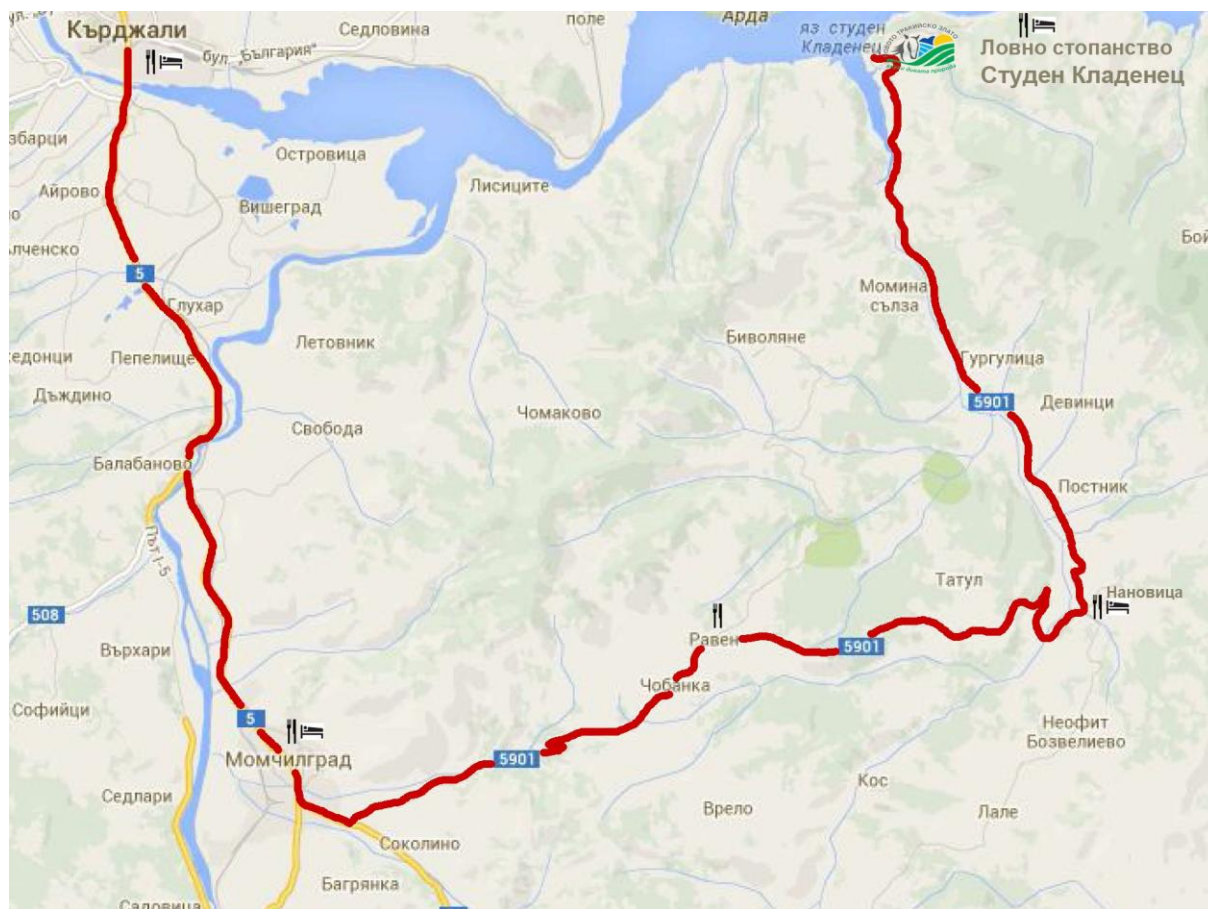 Кърджали
поле
Арда
Седловина
бул. „България“
яз. студен
Кладенец
Ловно стопанство
Студен Кладенец
збарци
Островица
Айрово
Вишеград
Лисиците
лченско
Бой
5
Глухар
Момина
сълза
Летовник
Биволяне
едонци
Пепелище
Гургулица
Дъждино
5901
Девинци
Чомаково
Свобода
Балабаново
Постник
Път I-5
Татул
Нановица
508
Равен
5901
Върхари
Чобанка
Софийци
5
Неофит
Бозвелиево
Момчилград
5901
Кос
Седлари
Врело
Лале
Соколино
Багрянка
Садовица